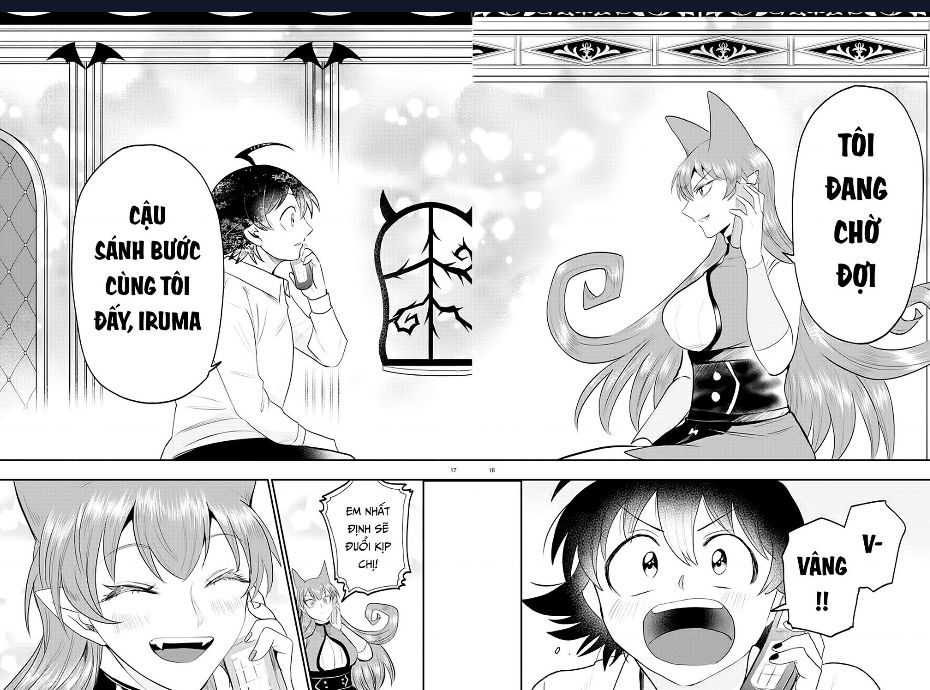 TÔI
ĐANG
CHỜ
ĐỢI
CẬU
SÁNH BƯỚC
CÙNG TÔI
ĐẤY, IRUMA
17
16
V-
VÂNG
!!
EM NHẤT
ĐỊNH SẼ
ĐUỔI KỊP
CHỊ!